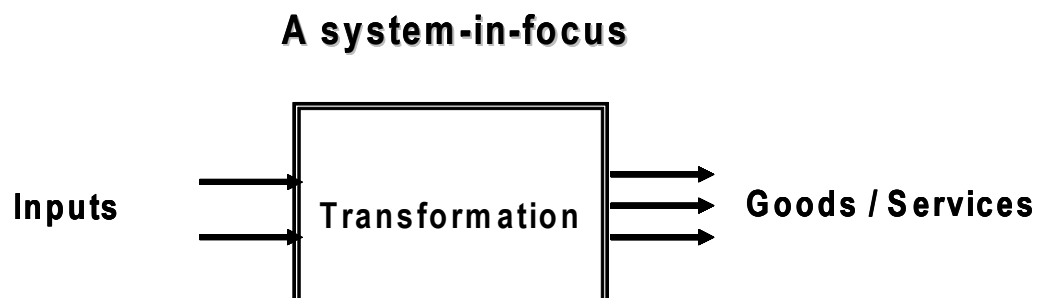 A system-in-focus
Inputs
Transformation
Goods / Services